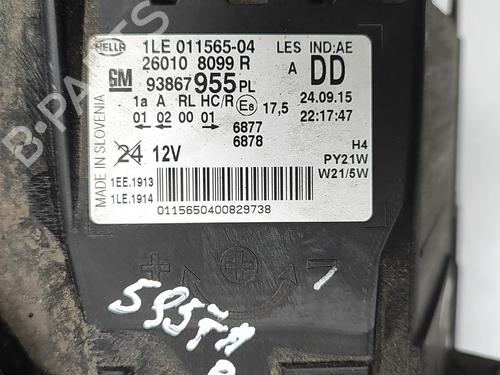 HELLA 1LE 011565-04 LES IND:AE
26010 8099 R A DD
GM 93867955 PL
1a A RL HC/R E8 17,5 24.09.15
01 02 00 01 22:17:47
6877
6878
24 12V H4
PY21W
W21/5W
1EE.1913
1LE.1914
MADE IN SLOVENIA
0115650400829738
B-PARTS